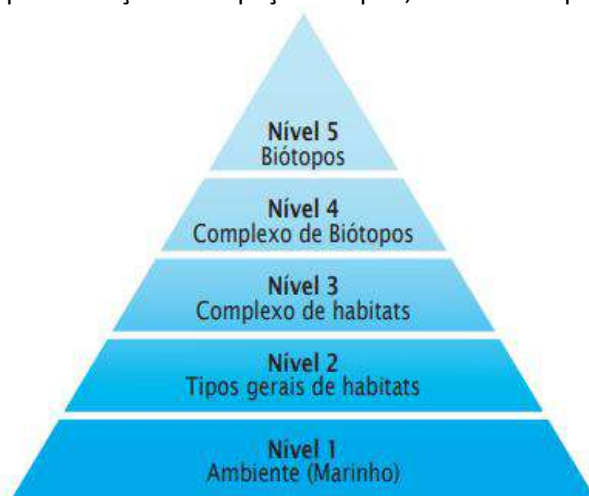 Nível 5
Biótopos
Nível 4
Complexo de Biótopos
Nível 3
Complexo de habitats
Nível 2
Tipos gerais de habitats
Nível 1
Ambiente (Marinho)